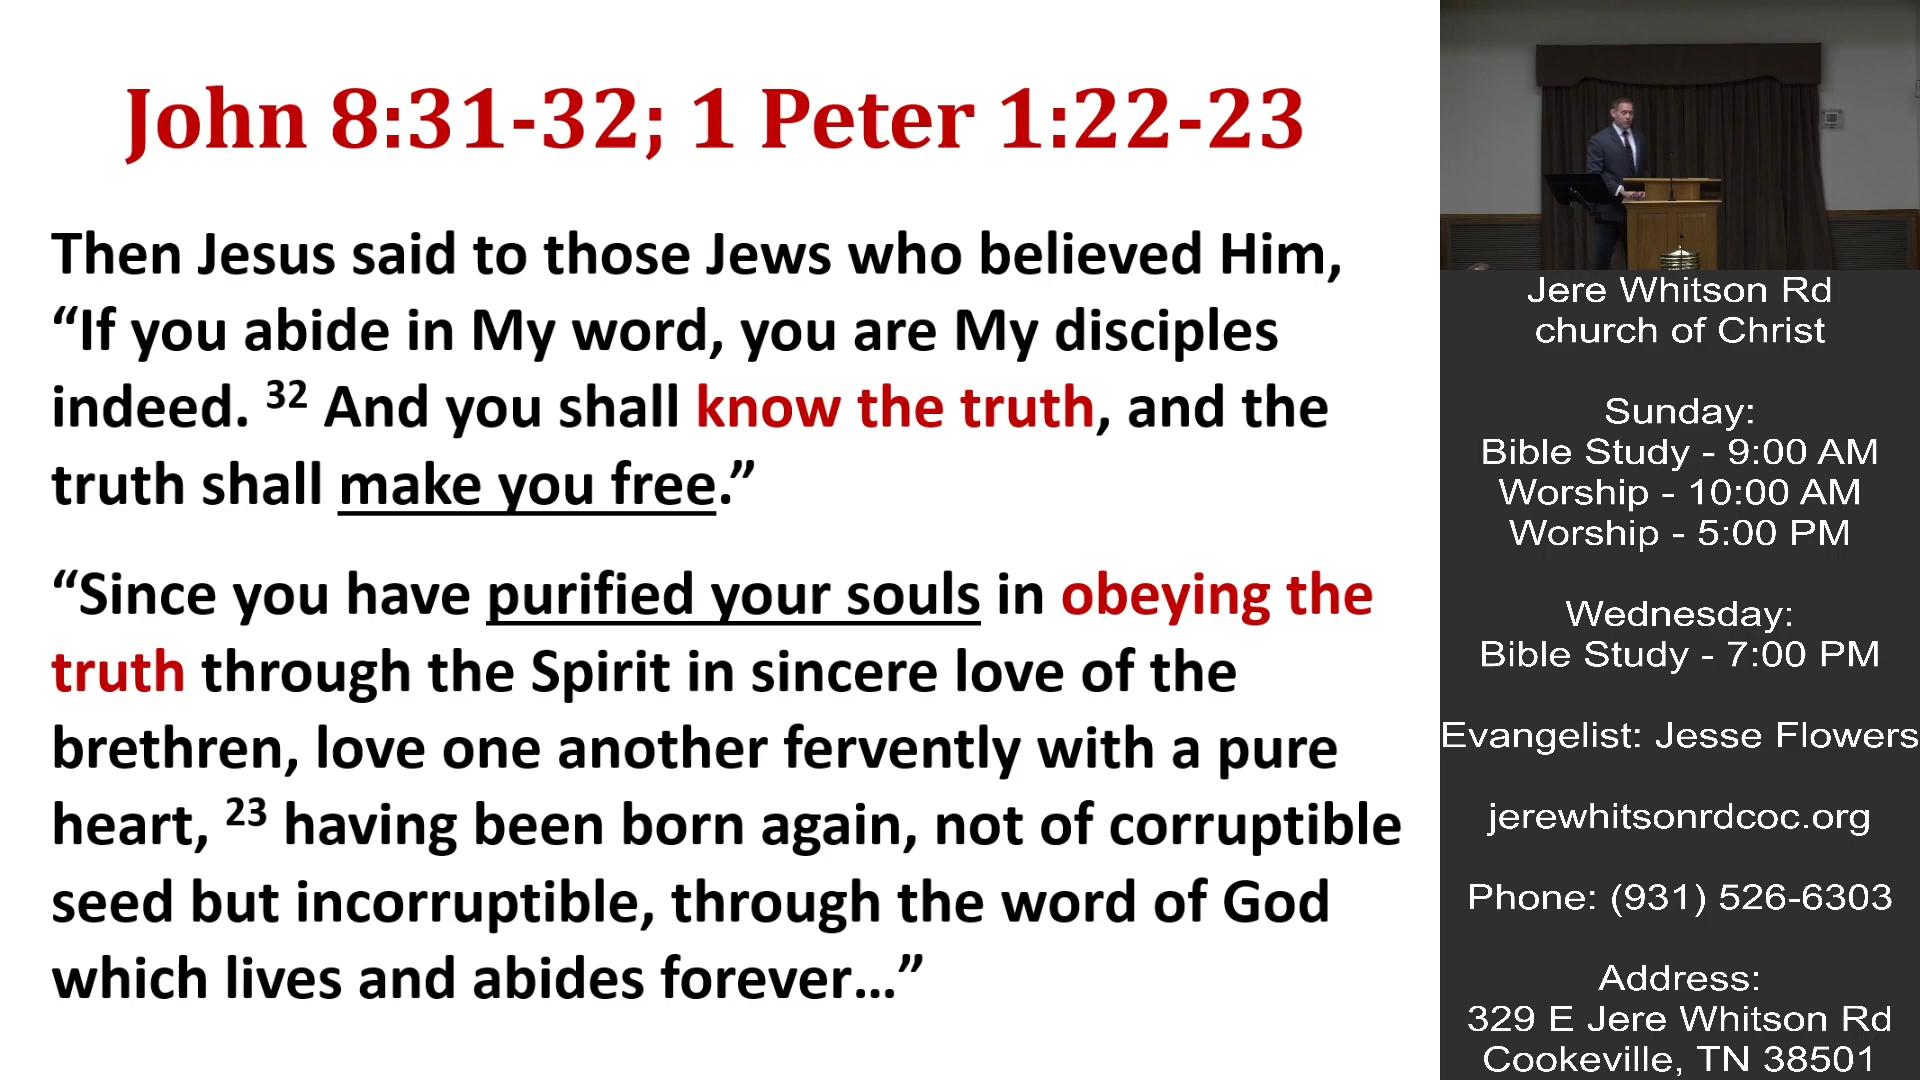 John 8:31-32; 1 Peter 1:22-23
Then Jesus said to those Jews who believed Him,
“If you abide in My word, you are My disciples
indeed. ³² And you shall know the truth, and the
truth shall make you free.”
“Since you have purified your souls in obeying the
truth through the Spirit in sincere love of the
brethren, love one another fervently with a pure
heart, ²³ having been born again, not of corruptible
seed but incorruptible, through the word of God
which lives and abides forever…”
Jere Whitson Rd
church of Christ
Sunday:
Bible Study - 9:00 AM
Worship - 10:00 AM
Worship - 5:00 PM
Wednesday:
Bible Study - 7:00 PM
Evangelist: Jesse Flowers
jerewhitsonrdcoc.org
Phone: (931) 526-6303
Address:
329 E Jere Whitson Rd
Cookeville, TN 38501